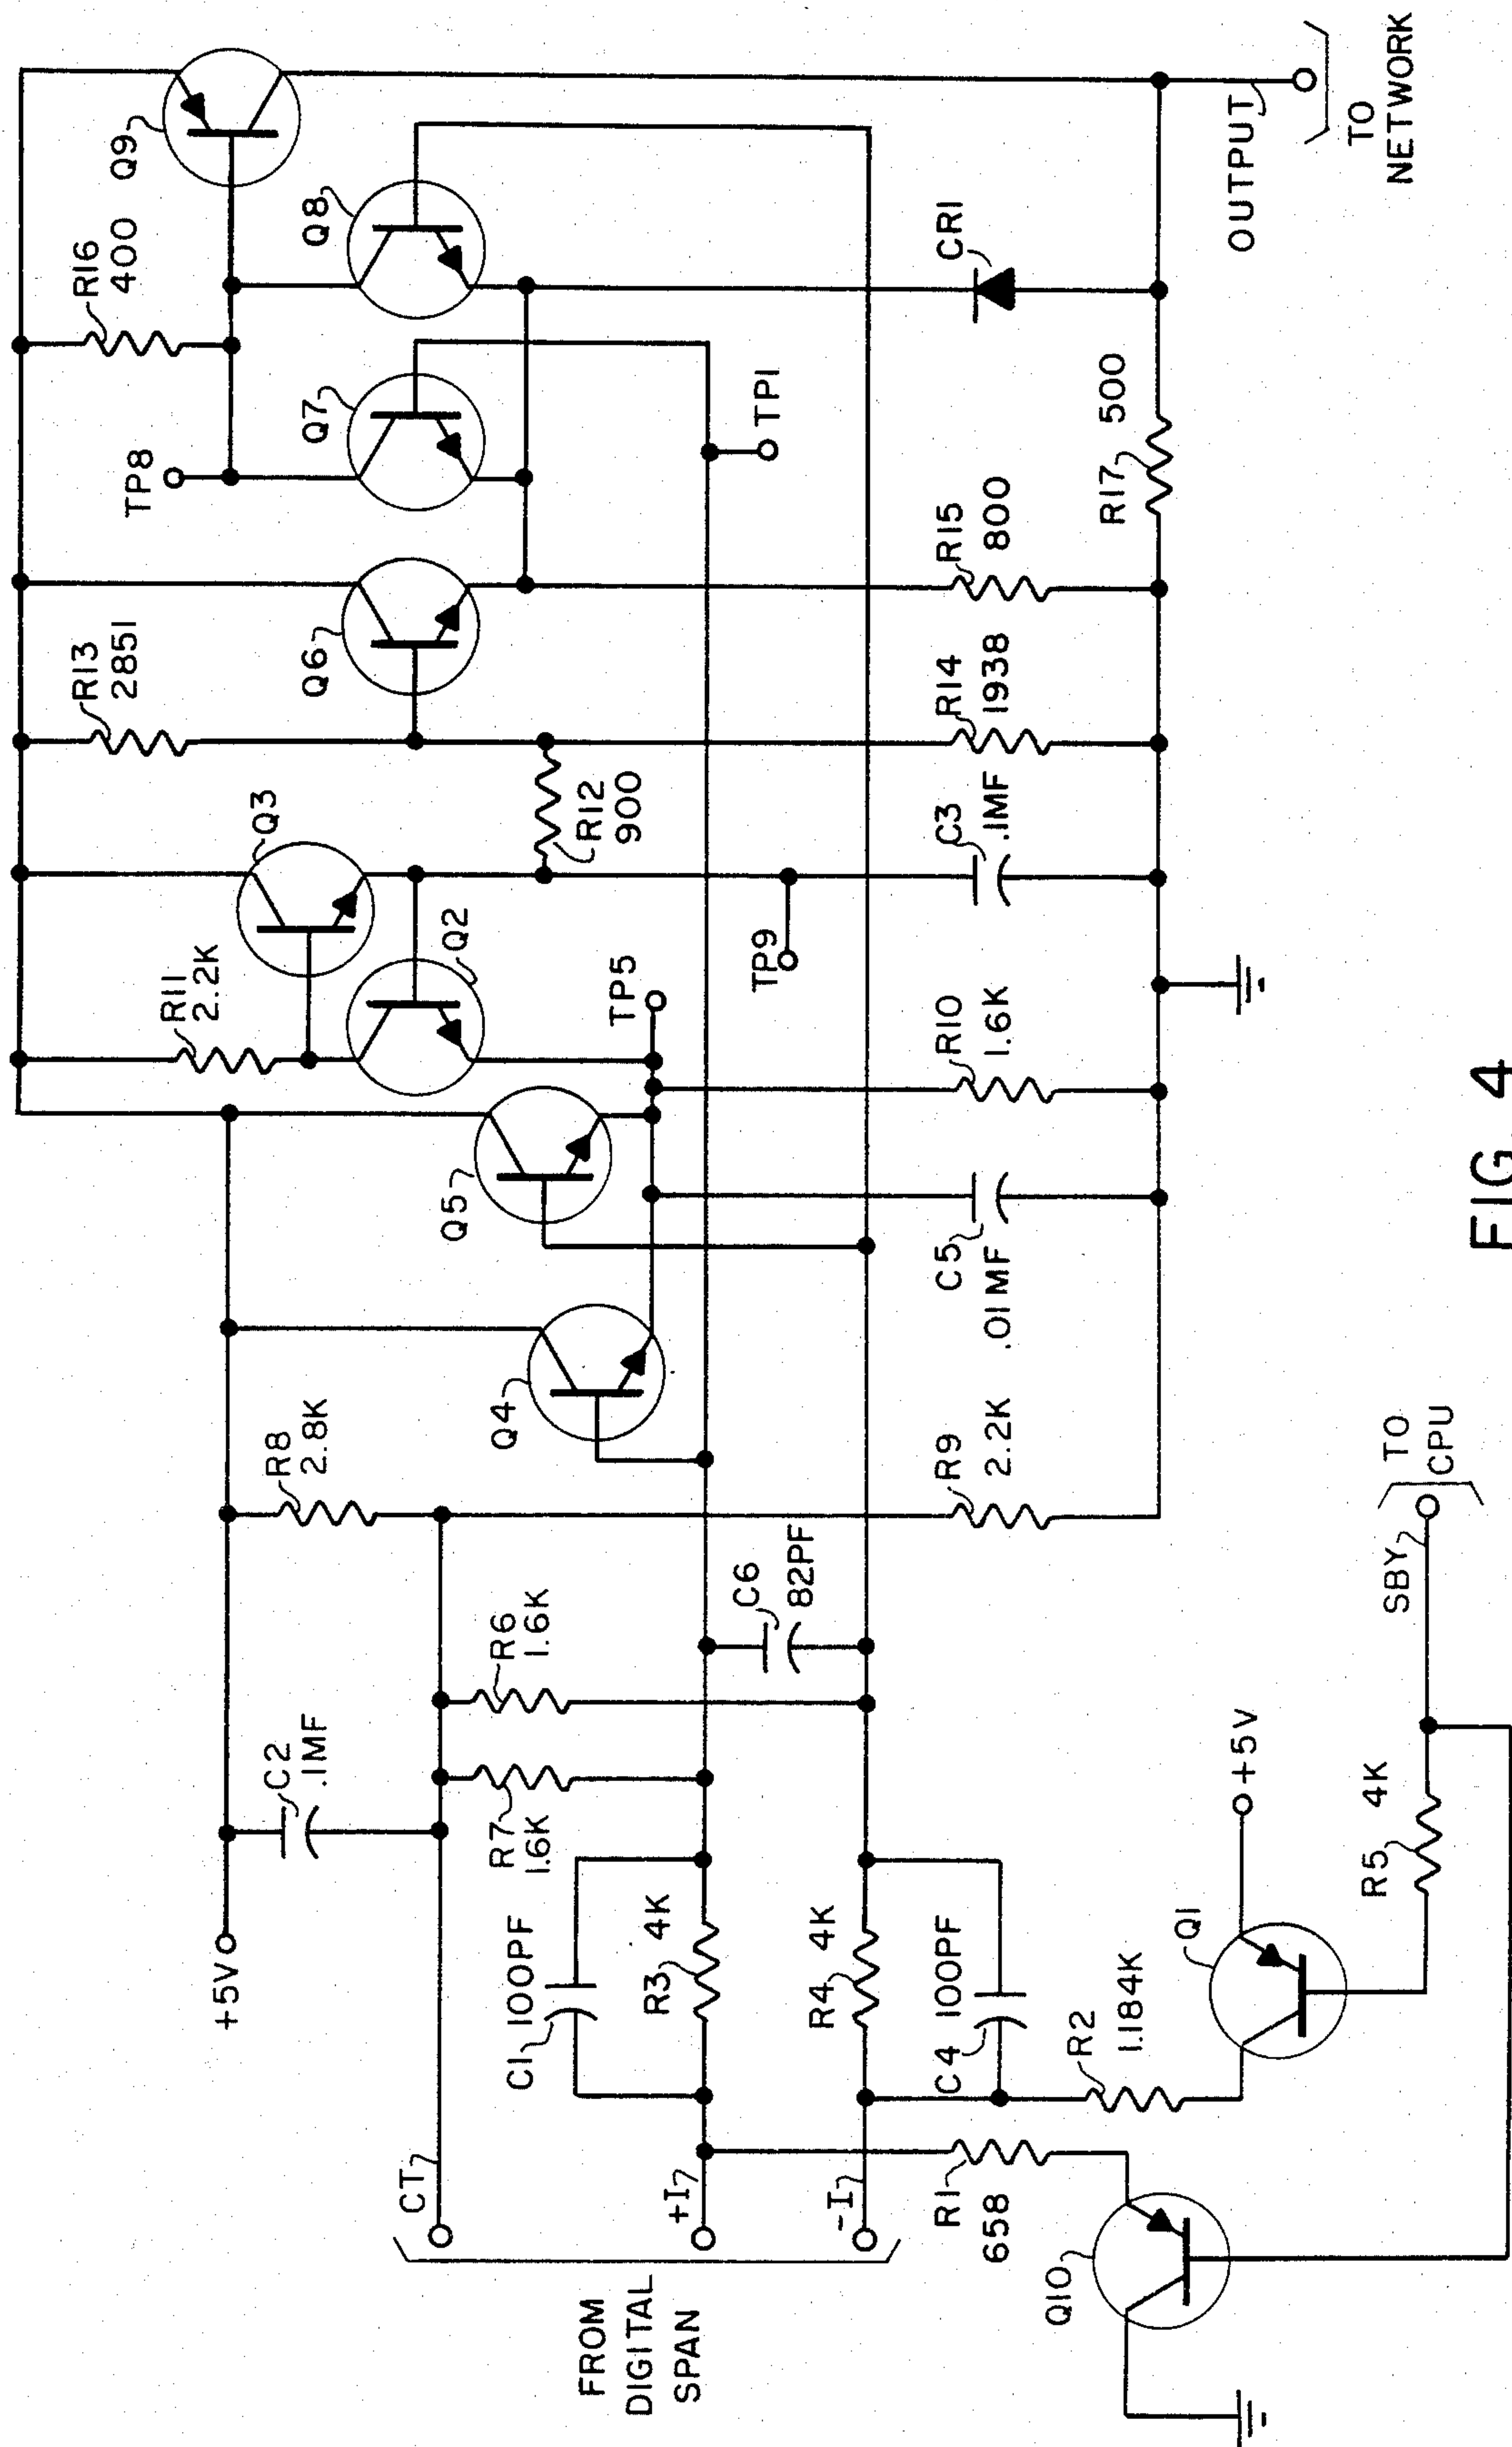 FROM
DIGITAL
SPAN
CT
+I
-I
+5V
C2
.1MF
R8
2.8K
R7
1.6K
R6
1.6K
C1
100PF
R3
4K
R4
4K
C4
100PF
C6
82PF
R1
658
R2
1.184K
Q10
Q1
+5V
R5
4K
SBY
TO
CPU
Q4
Q5
R9
2.2K
C5
.01MF
R10
1.6K
TP5
R11
2.2K
Q2
Q3
TP9
C3
.1MF
R12
900
R13
2851
R14
1938
Q6
R15
800
TP8
Q7
TP1
R16
400
Q8
Q9
CR1
R17
500
OUTPUT
TO
NETWORK
FIG. 4